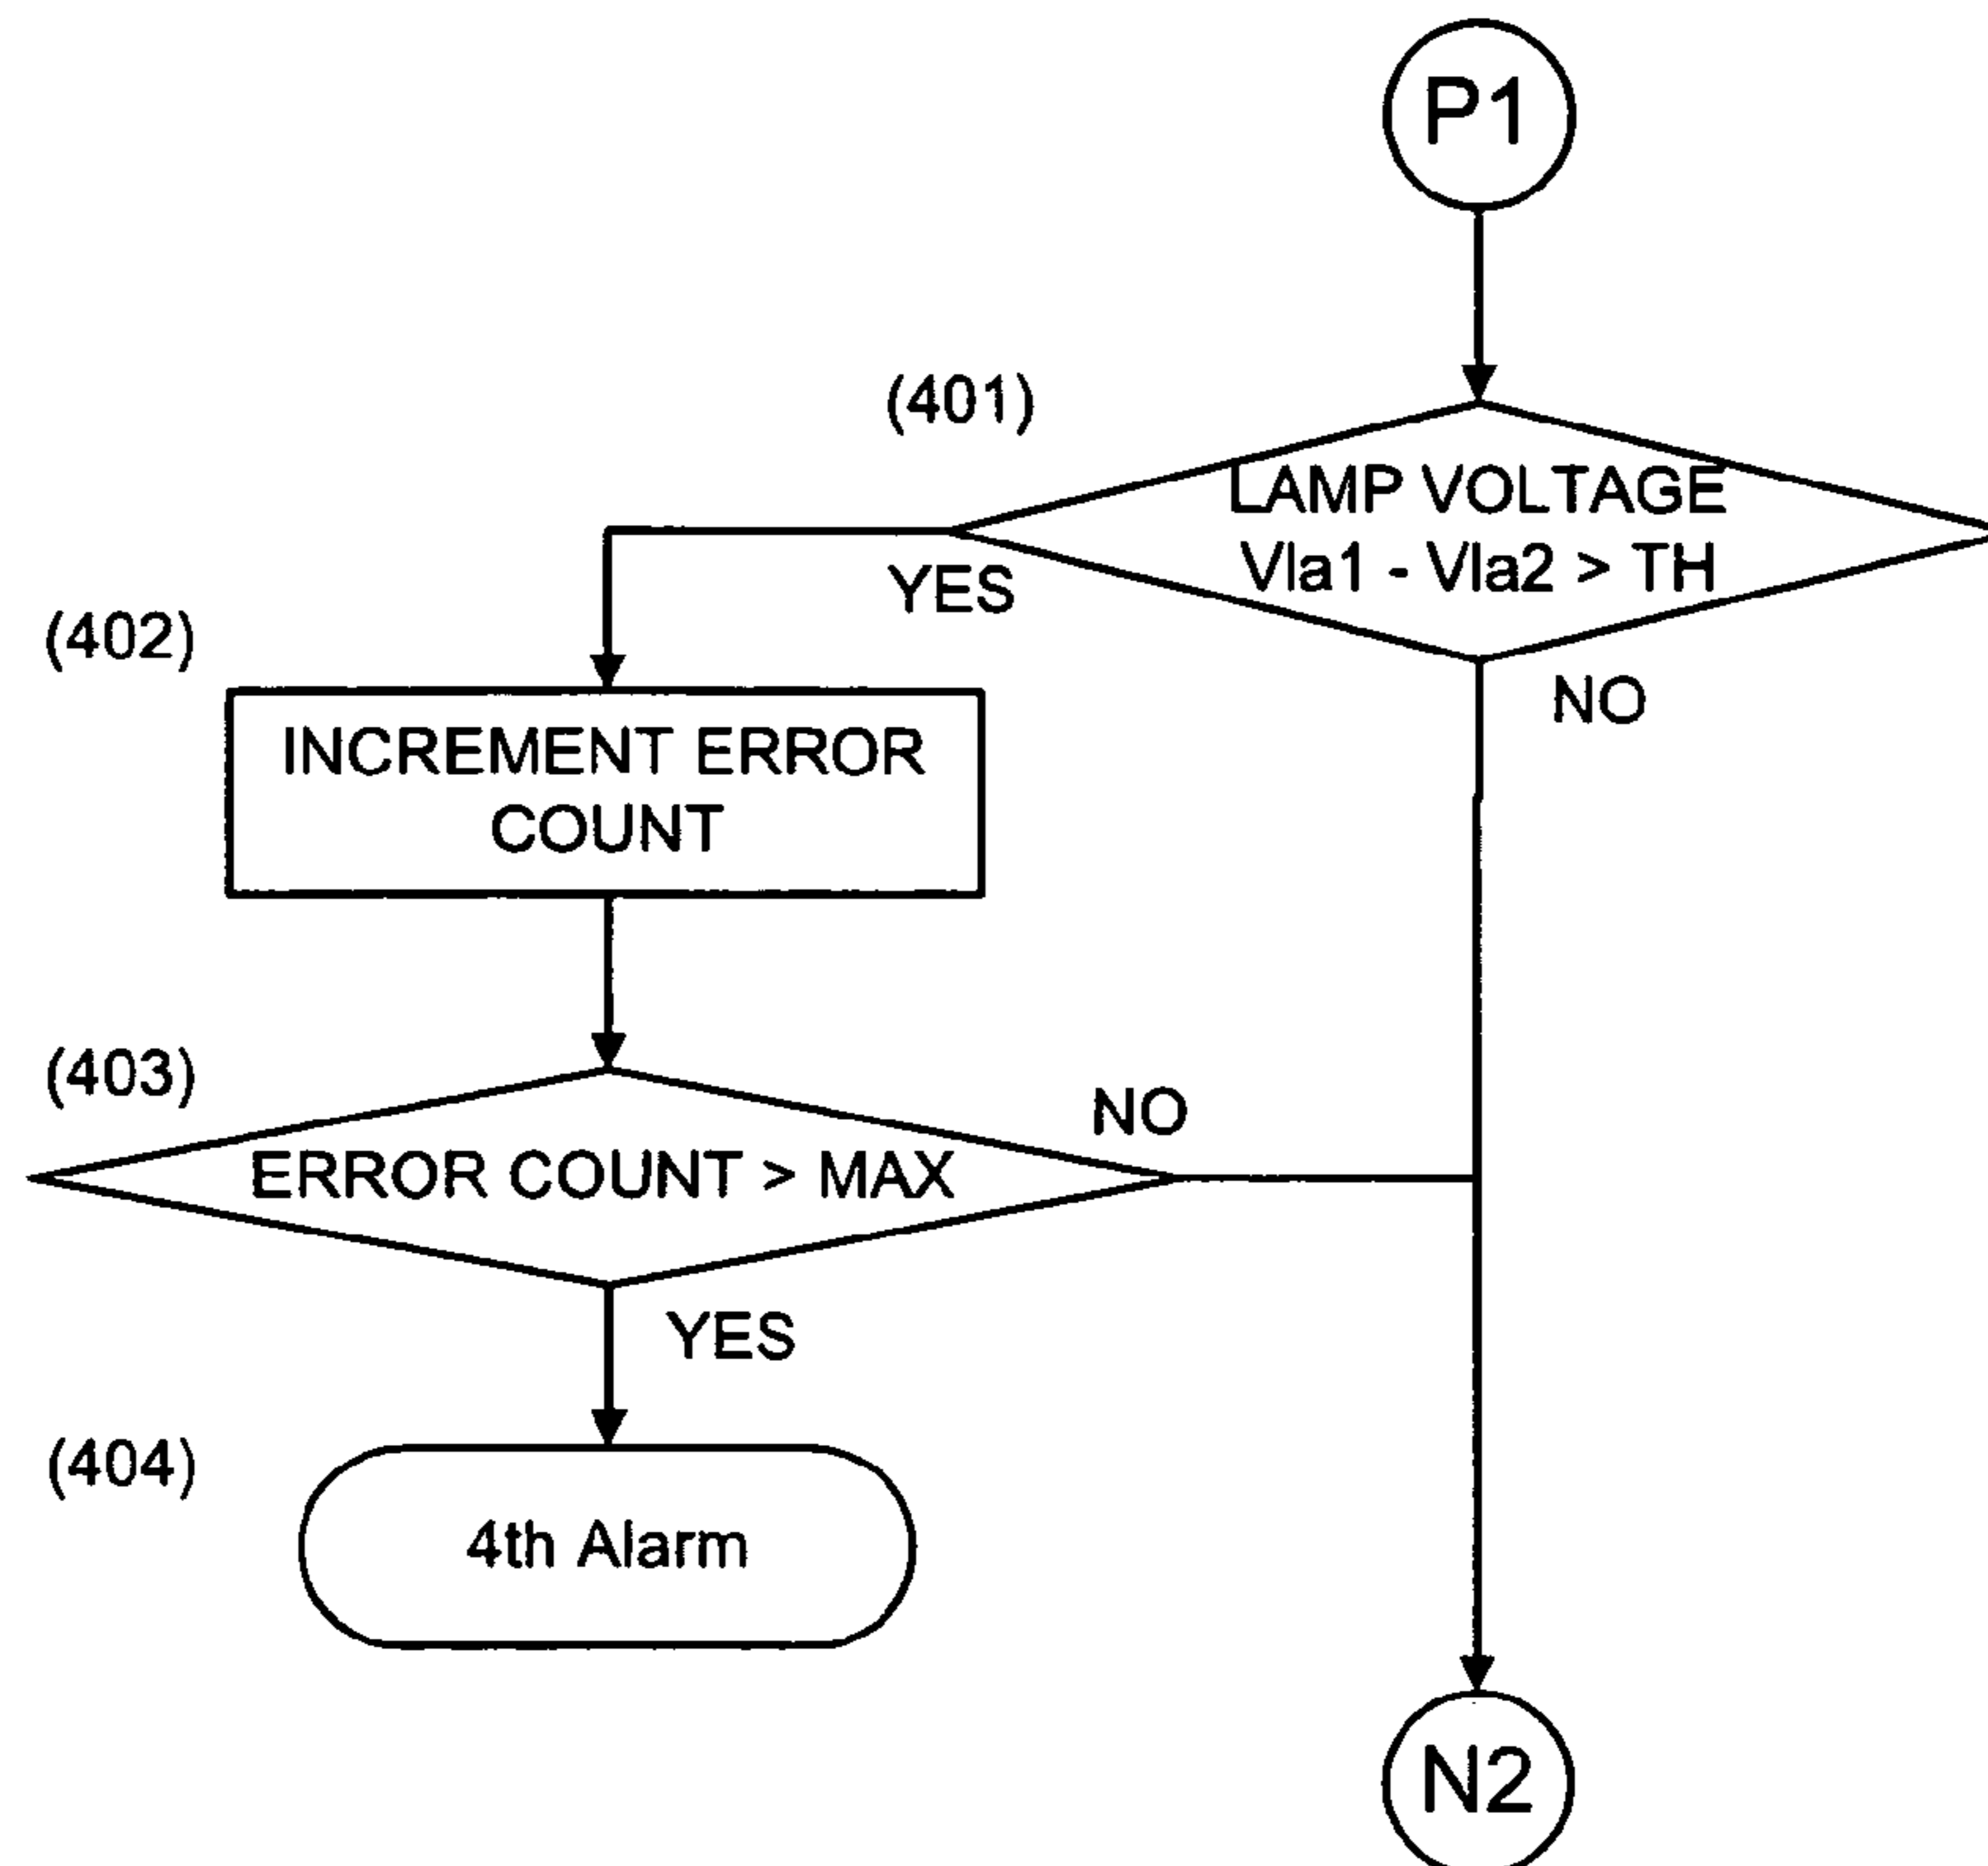 P1
(401)
LAMP VOLTAGE
Vla1 - Vla2 > TH
YES
NO
(402)
INCREMENT ERROR
COUNT
(403)
NO
ERROR COUNT > MAX
YES
(404)
4th Alarm
N2